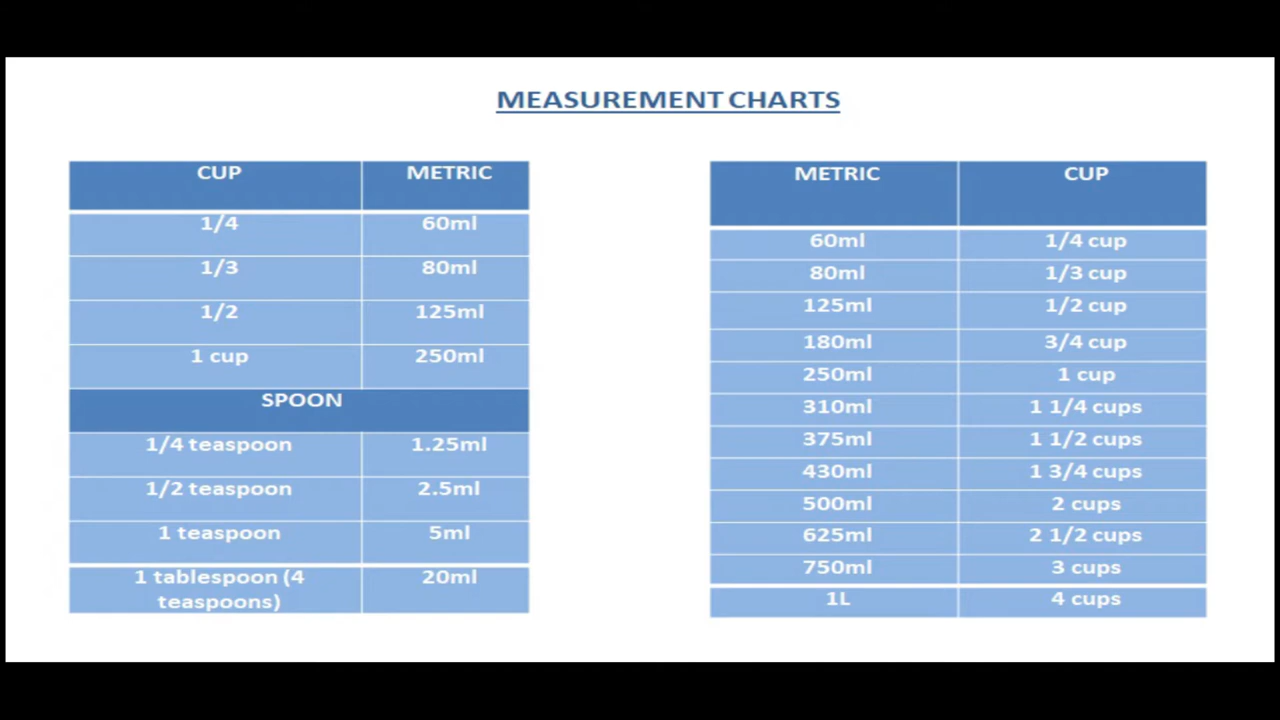 MEASUREMENT CHARTS
CUP METRIC
1/4 60ml
1/3 80ml
1/2 125ml
1 cup 250ml
SPOON
1/4 teaspoon 1.25ml
1/2 teaspoon 2.5ml
1 teaspoon 5ml
1 tablespoon (4 20ml
teaspoons)
METRIC CUP
60ml 1/4 cup
80ml 1/3 cup
125ml 1/2 cup
180ml 3/4 cup
250ml 1 cup
310ml 1 1/4 cups
375ml 1 1/2 cups
430ml 1 3/4 cups
500ml 2 cups
625ml 2 1/2 cups
750ml 3 cups
1L 4 cups